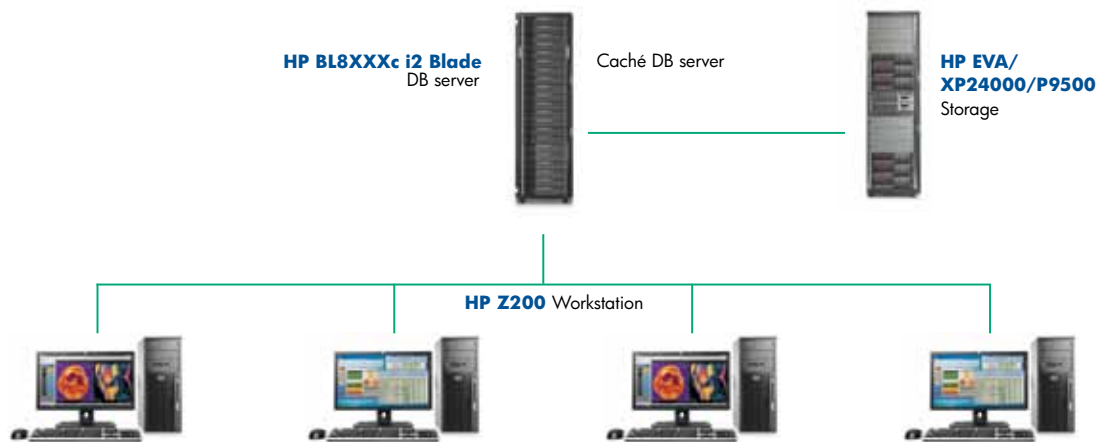 HP BL8XXXc i2 Blade
DB server
Caché DB server
HP EVA/
XP24000/P9500
Storage
HP Z200 Workstation